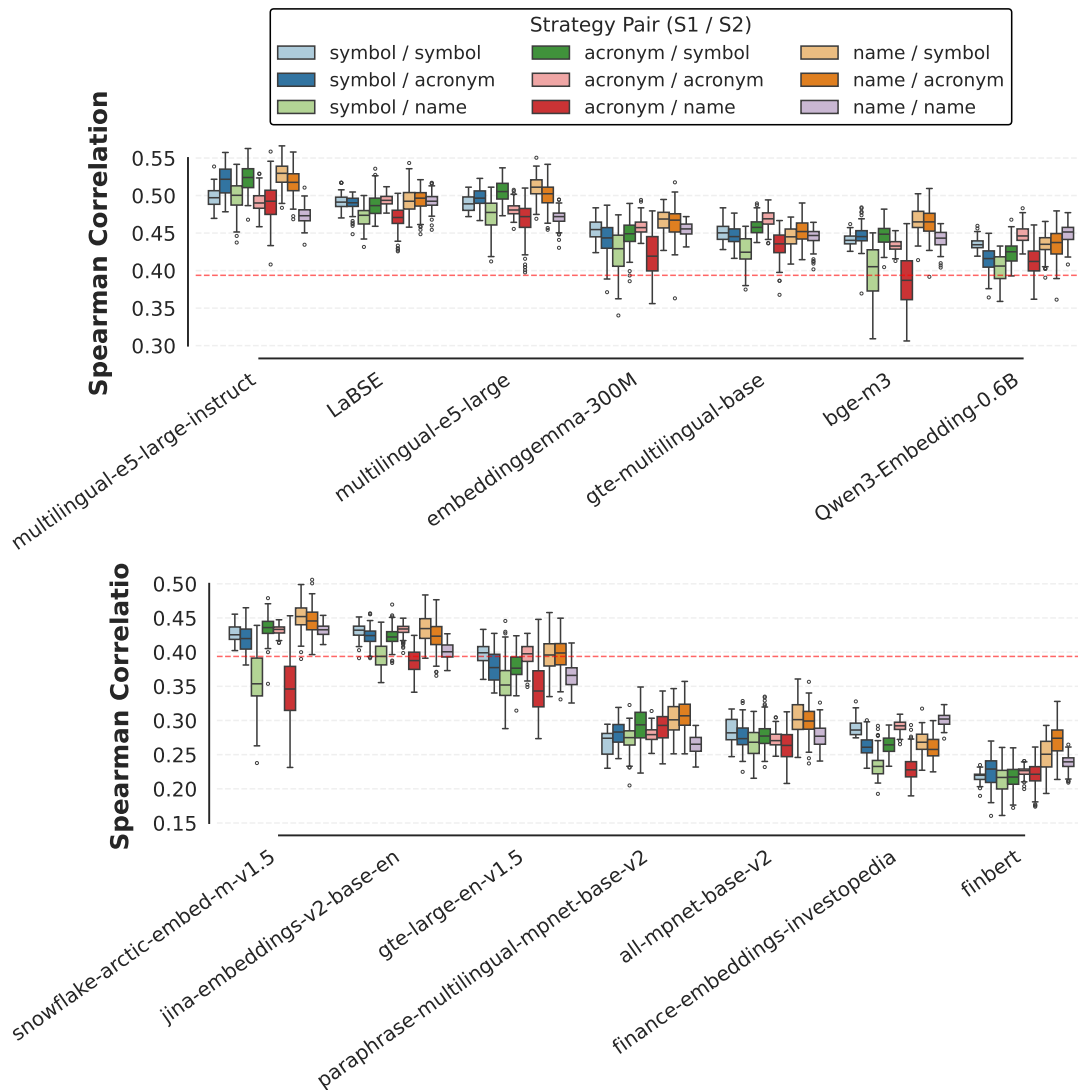 Strategy Pair (S1 / S2)
symbol / symbol
acronym / symbol
name / symbol
symbol / acronym
acronym / acronym
name / acronym
symbol / name
acronym / name
name / name
Spearman Correlation
0.55
0.50
0.45
0.40
0.35
0.30
multilingual-e5-large-instruct
LaBSE
multilingual-e5-large
embeddinggemma-300M
gte-multilingual-base
bge-m3
Qwen3-Embedding-0.6B
Spearman Correlatio
0.50
0.45
0.40
0.35
0.30
0.25
0.20
0.15
snowflake-arctic-embed-m-v1.5
jina-embeddings-v2-base-en
gte-large-en-v1.5
paraphrase-multilingual-mpnet-base-v2
all-mpnet-base-v2
finance-embeddings-investopedia
finbert